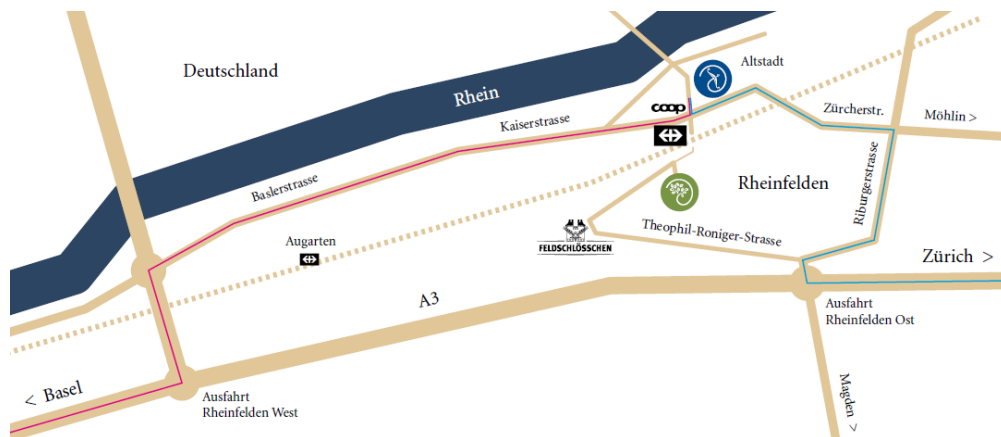 Deutschland
Rhein
Altstadt
coop
Kaiserstrasse
Zürcherstr.
Möhlin >
Baslerstrasse
Rheinfelden
Riburgerstrasse
Augarten
FELDSCHLÖSSCHEN
Theophil-Roniger-Strasse
Zürich >
A3
Ausfahrt
Rheinfelden Ost
< Basel
Ausfahrt
Rheinfelden West
Magden >